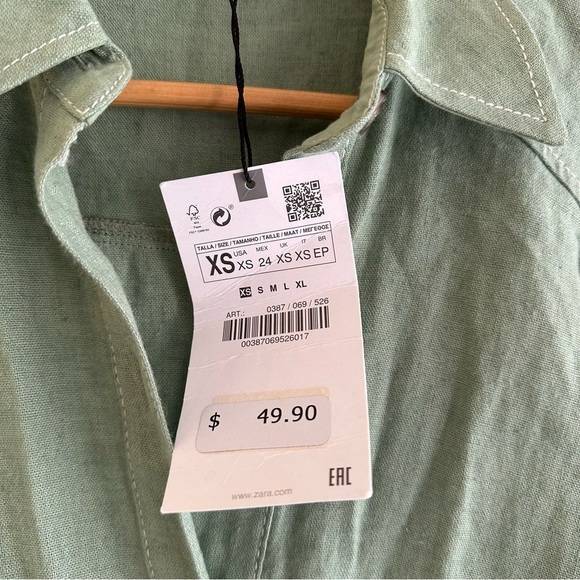 FSC
TALLA / SIZE / TAMANHO / TAILLE / MAAT / ΜΕΓΕΘΟΣ
USA MEX UK IT BR
XS XS 24 XS XS EP
XS S M L XL
ART.: 0387 / 069 / 526
00387069526017
$ 49.90
EAC
www.zara.com